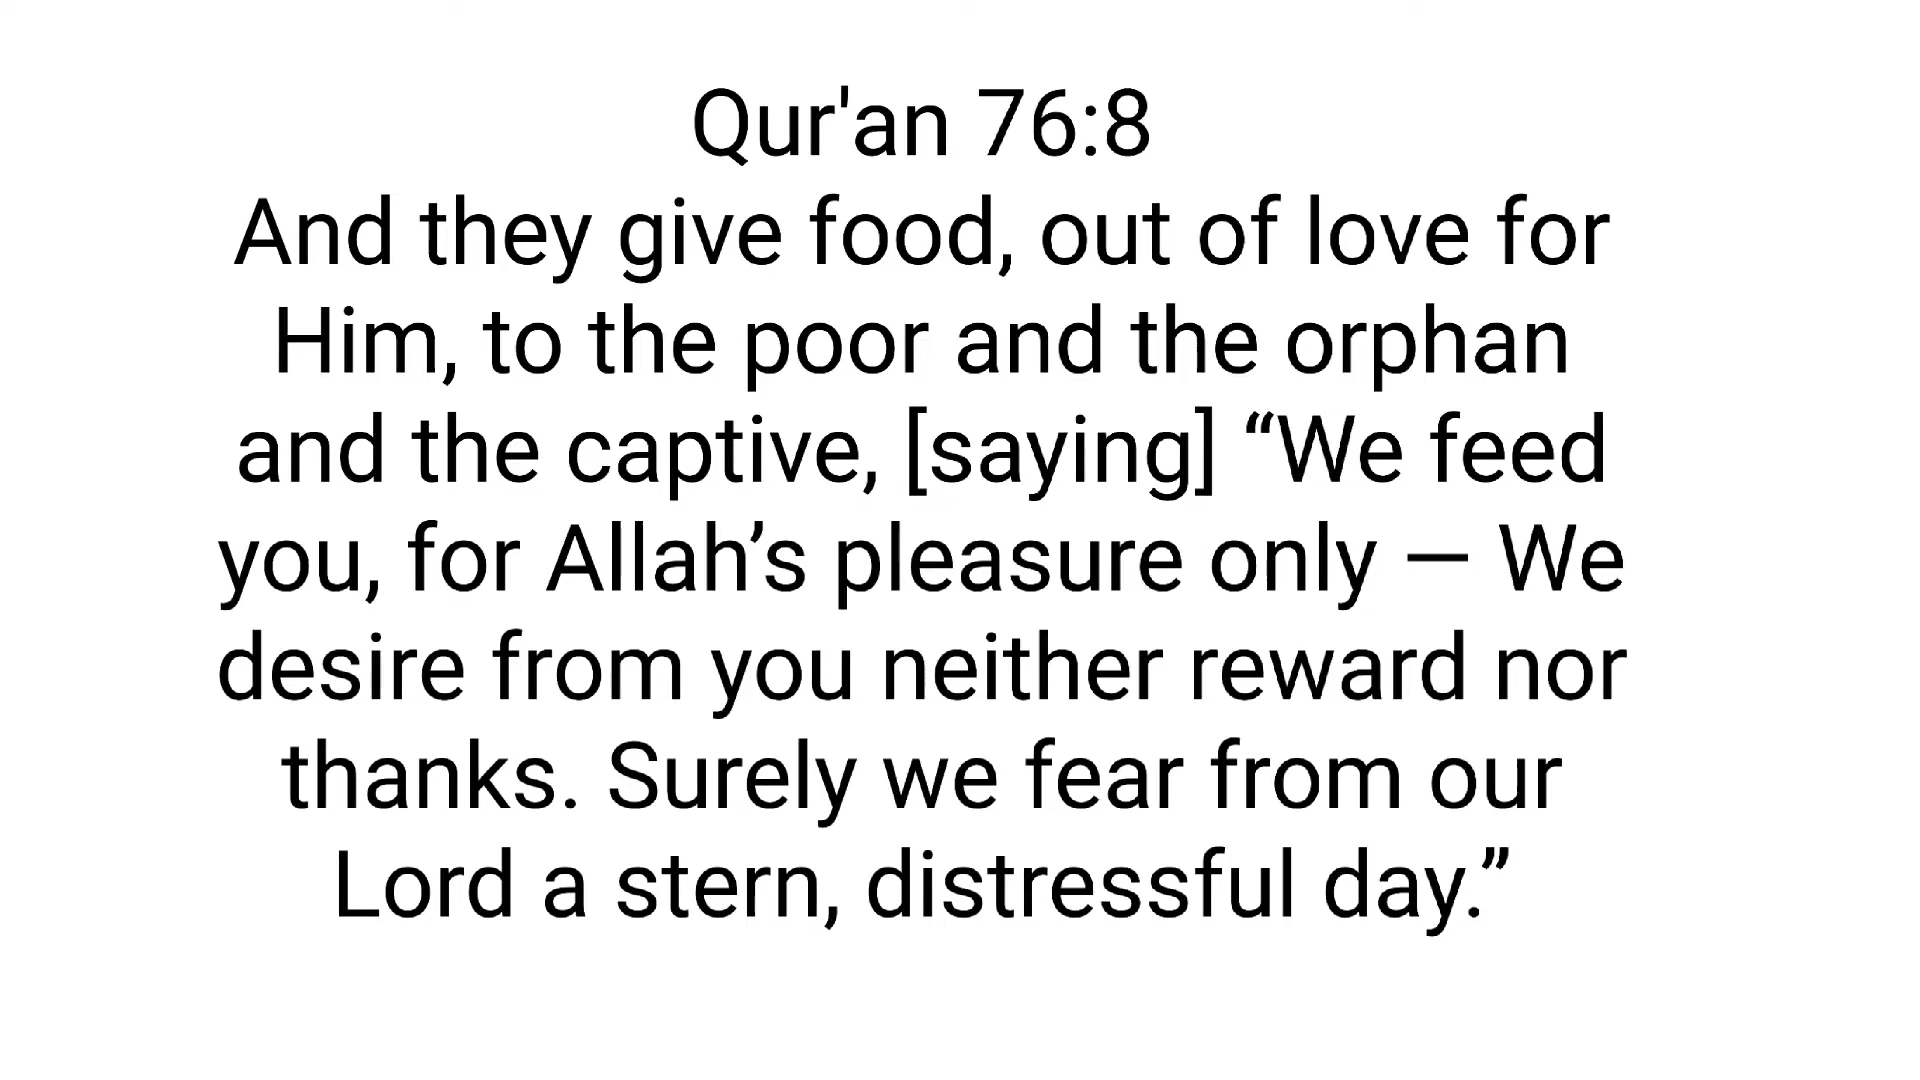 Qur'an 76:8
And they give food, out of love for
Him, to the poor and the orphan
and the captive, [saying] “We feed
you, for Allah’s pleasure only — We
desire from you neither reward nor
thanks. Surely we fear from our
Lord a stern, distressful day.”